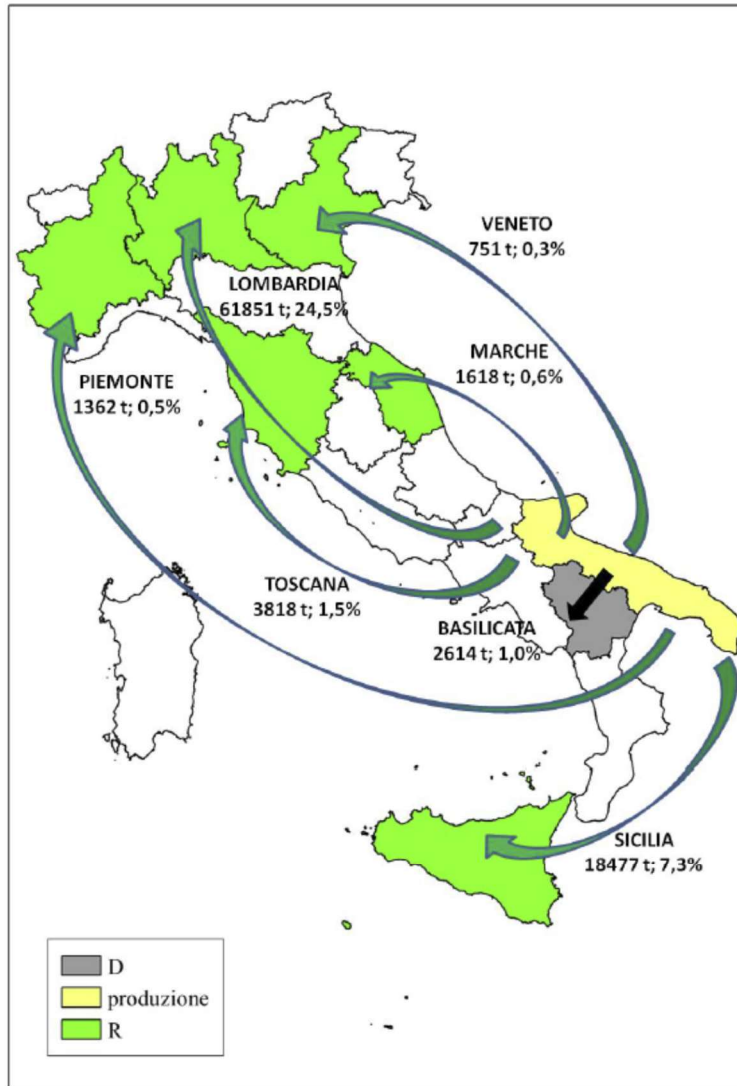 VENETO
751 t; 0,3%
LOMBARDIA
61851 t; 24,5%
MARCHE
1618 t; 0,6%
PIEMONTE
1362 t; 0,5%
TOSCANA
3818 t; 1,5%
BASILICATA
2614 t; 1,0%
SICILIA
18477 t; 7,3%
D
produzione
R